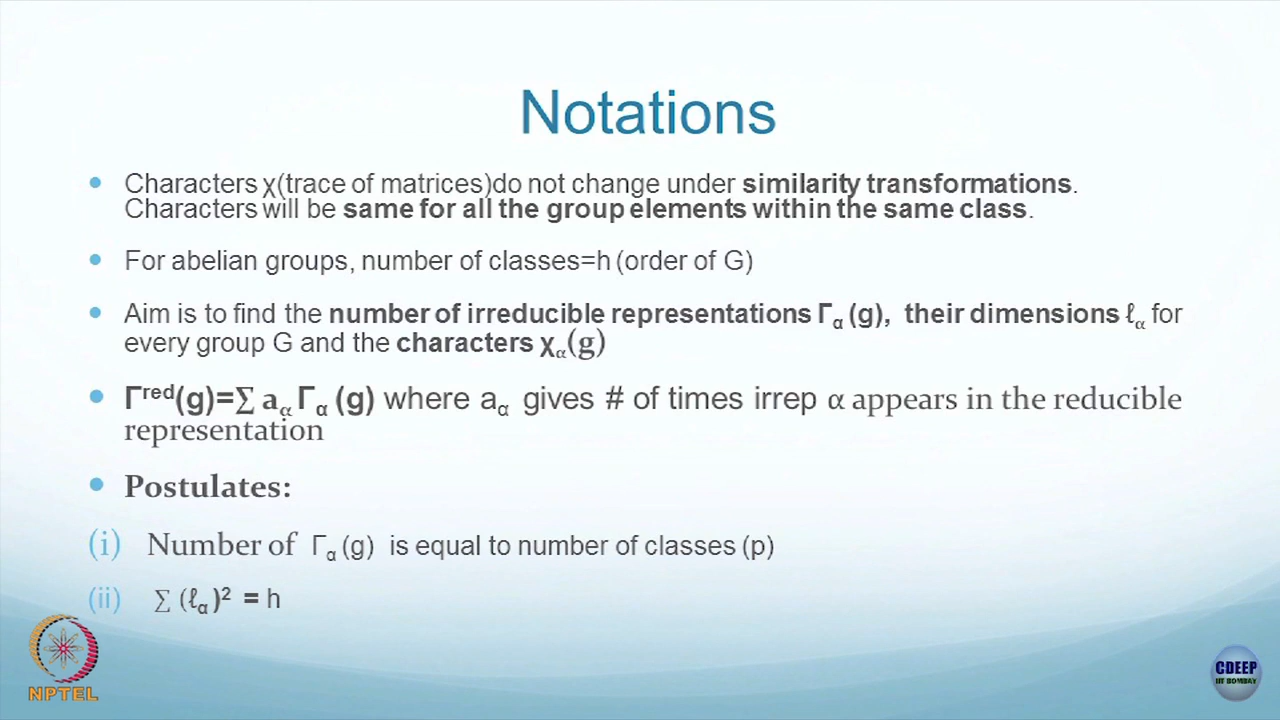 Notations
• Characters χ(trace of matrices)do not change under similarity transformations.
Characters will be same for all the group elements within the same class.
• For abelian groups, number of classes=h (order of G)
• Aim is to find the number of irreducible representations Γα (g), their dimensions ℓα for
every group G and the characters χα(g)
• Γ^red(g)=∑ aα Γα (g) where aα gives # of times irrep α appears in the reducible
representation
• Postulates:
(i) Number of Γα (g) is equal to number of classes (p)
(ii) ∑ (ℓα)² = h
NPTEL
CDEEP
IIT BOMBAY